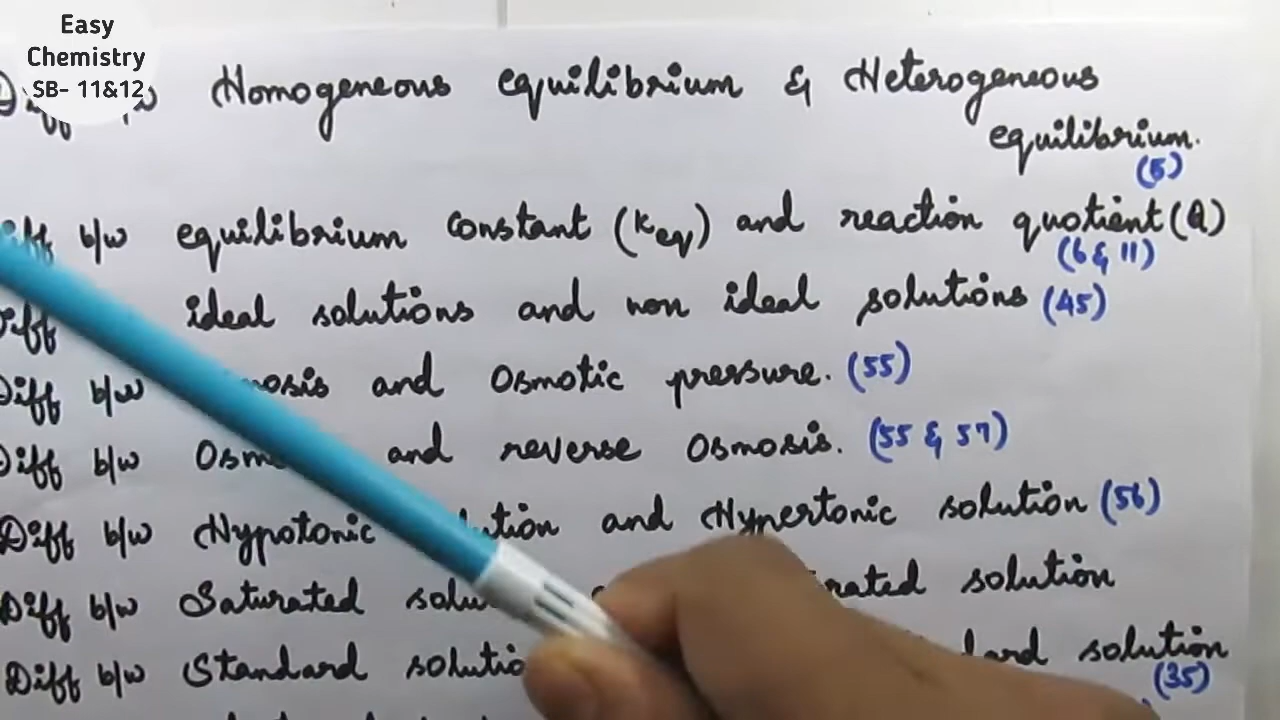 Easy
Chemistry
SB- 11&12
Homogeneous equilibrium & Heterogeneous
equilibrium.
(5)
Diff b/w equilibrium constant (Keq) and reaction quotient (Q)
(6 & 11)
Diff ideal solutions and non ideal solutions (45)
Diff b/w and Osmotic pressure. (55)
Diff b/w and reverse Osmosis. (55 & 57)
Diff b/w Hypotonic and Hypertonic solution (56)
Diff b/w Saturated solution
Diff b/w Standard solution
(35)